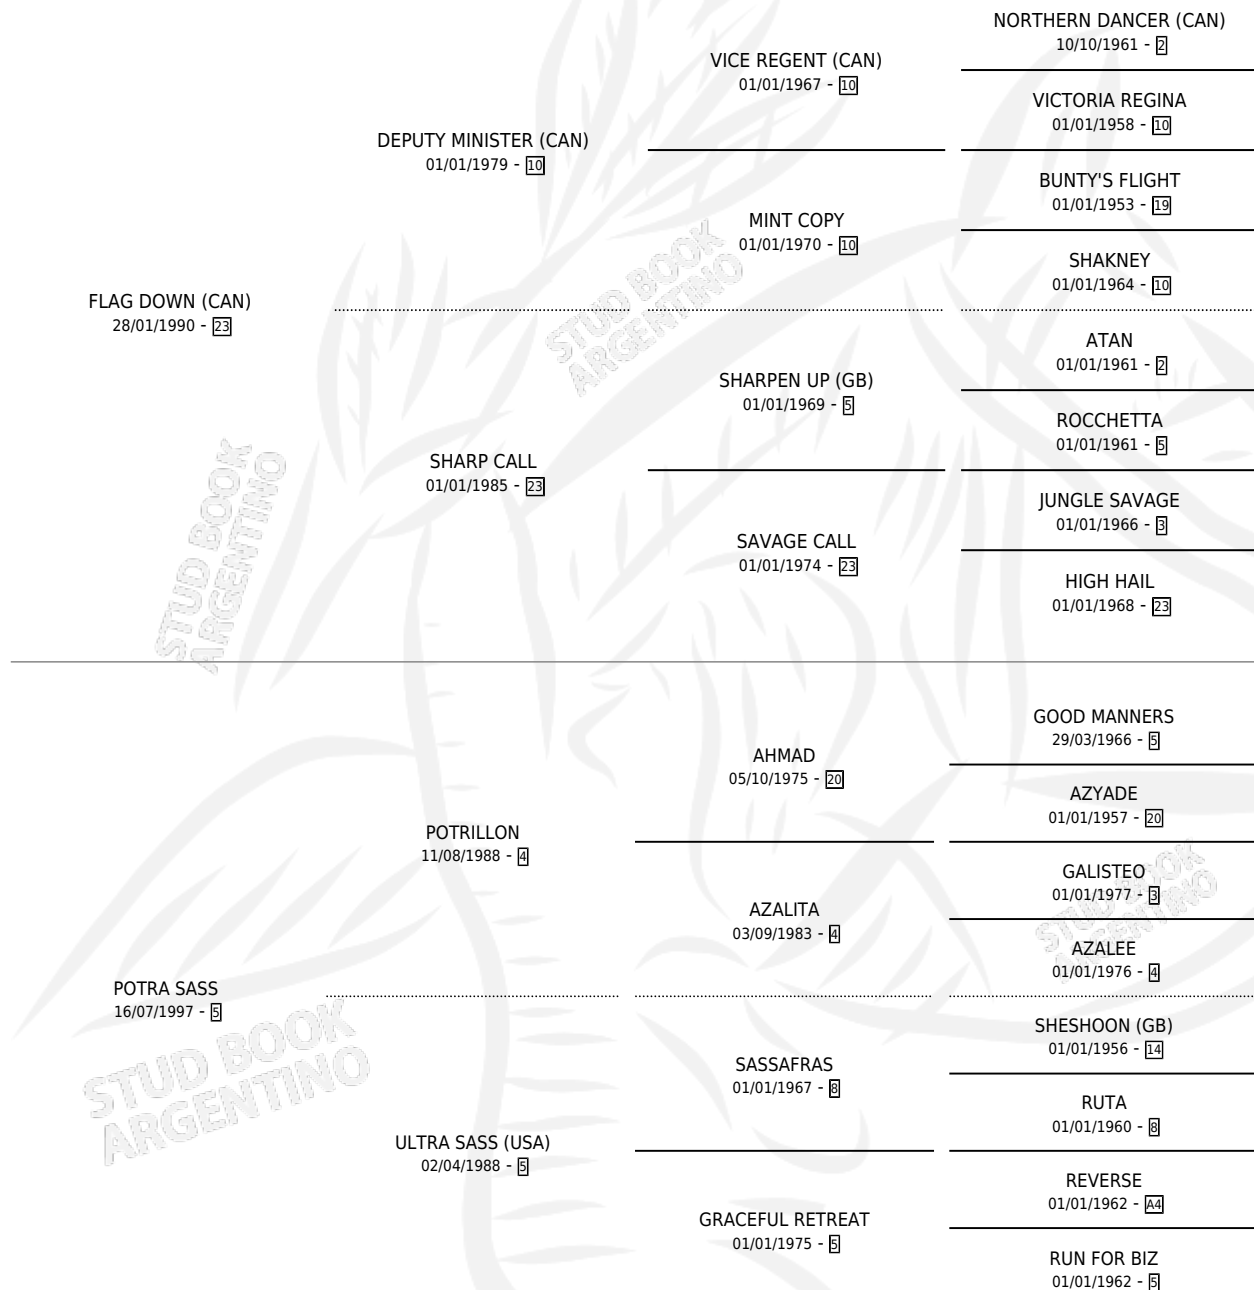 NORTHERN DANCER (CAN)
10/10/1961 - 2
VICE REGENT (CAN)
01/01/1967 - 10
VICTORIA REGINA
01/01/1958 - 10
DEPUTY MINISTER (CAN)
01/01/1979 - 10
BUNTY'S FLIGHT
01/01/1953 - 19
MINT COPY
01/01/1970 - 10
SHAKNEY
01/01/1964 - 10
FLAG DOWN (CAN)
28/01/1990 - 23
ATAN
01/01/1961 - 2
SHARPEN UP (GB)
01/01/1969 - 5
ROCCHETTA
01/01/1961 - 5
SHARP CALL
01/01/1985 - 23
JUNGLE SAVAGE
01/01/1966 - 3
SAVAGE CALL
01/01/1974 - 23
HIGH HAIL
01/01/1968 - 23
GOOD MANNERS
29/03/1966 - 5
AHMAD
05/10/1975 - 20
AZYADE
01/01/1957 - 20
POTRILLON
11/08/1988 - 4
GALISTEO
01/01/1977 - 3
AZALITA
03/09/1983 - 4
AZALEE
01/01/1976 - 4
POTRA SASS
16/07/1997 - 5
SHESHOON (GB)
01/01/1956 - 14
SASSAFRAS
01/01/1967 - 8
RUTA
01/01/1960 - 8
ULTRA SASS (USA)
02/04/1988 - 5
REVERSE
01/01/1962 - A4
GRACEFUL RETREAT
01/01/1975 - 5
RUN FOR BIZ
01/01/1962 - 5
STUD BOOK
ARGENTINO
STUD BOOK
ARGENTINO
STUD BOOK
ARGENTINO
STUD BOOK
ARGENTINO